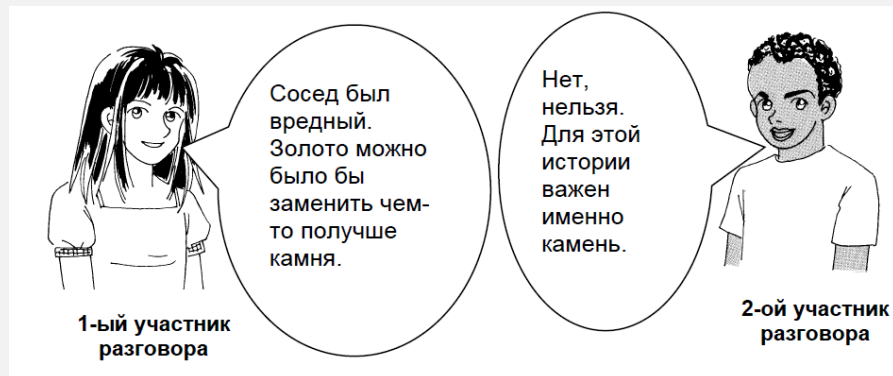 Сосед был
вредный.
Золото можно
было бы
заменить чем-
то получше
камня.
Нет,
нельзя.
Для этой
истории
важен
именно
камень.
1-ый участник
разговора
2-ой участник
разговора